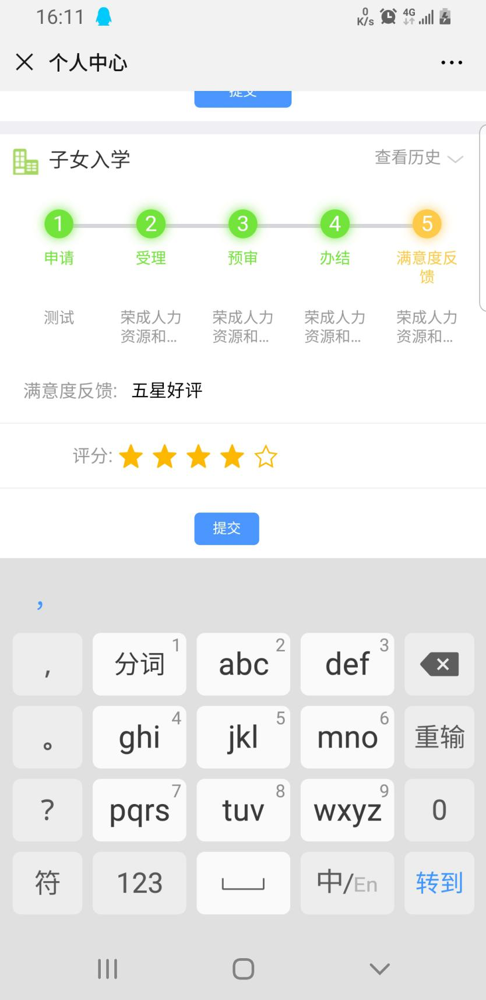 16:11
0
K/s
4G
个人中心
提交
子女入学
查看历史
1 2 3 4 5
申请 受理 预审 办结 满意度反
馈
测试 荣成人力 荣成人力 荣成人力 荣成人力
资源和... 资源和... 资源和... 资源和...
满意度反馈: 五星好评
评分:
提交
,
, 分词 1 abc 2 def 3
。 ghi 4 jkl 5 mno 6 重输
? pqrs 7 tuv 8 wxyz 9 0
符 123 中/En 转到